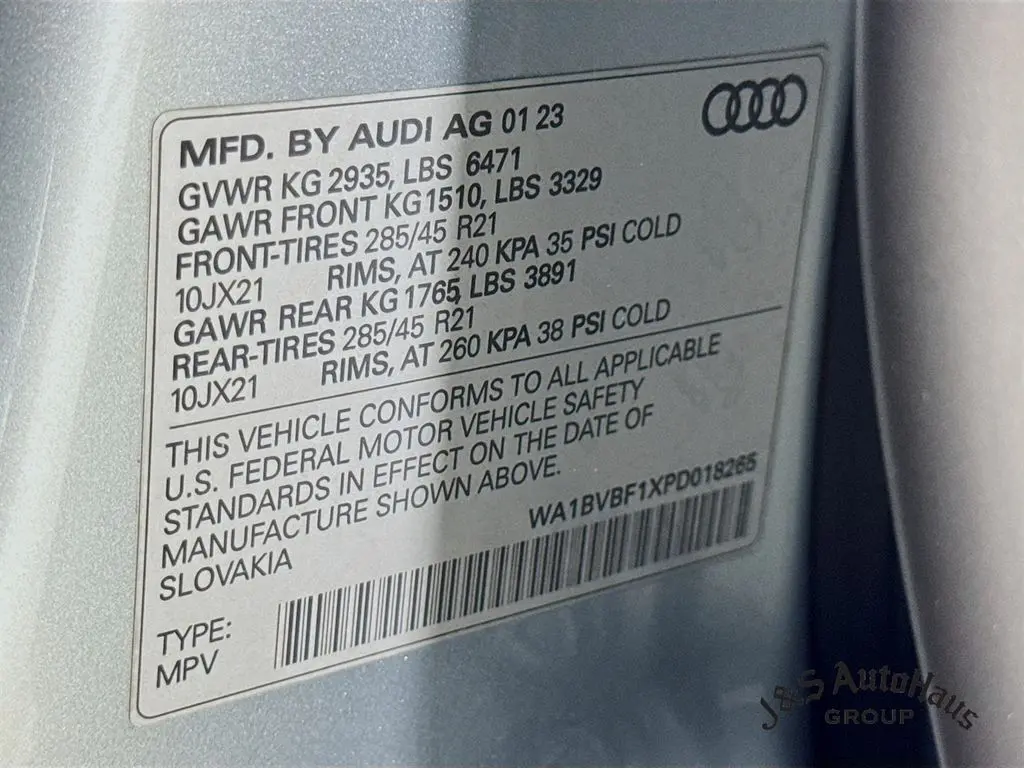 MFD. BY AUDI AG 01 23
GVWR KG 2935, LBS 6471
GAWR FRONT KG1510, LBS 3329
FRONT-TIRES 285/45 R21
10JX21 RIMS, AT 240 KPA 35 PSI COLD
GAWR REAR KG 1765, LBS 3891
REAR-TIRES 285/45 R21
10JX21 RIMS, AT 260 KPA 38 PSI COLD
THIS VEHICLE CONFORMS TO ALL APPLICABLE
U.S. FEDERAL MOTOR VEHICLE SAFETY
STANDARDS IN EFFECT ON THE DATE OF
MANUFACTURE SHOWN ABOVE.
SLOVAKIA
WA1BVBF1XPD018265
TYPE:
MPV
J&S AutoHaus
GROUP